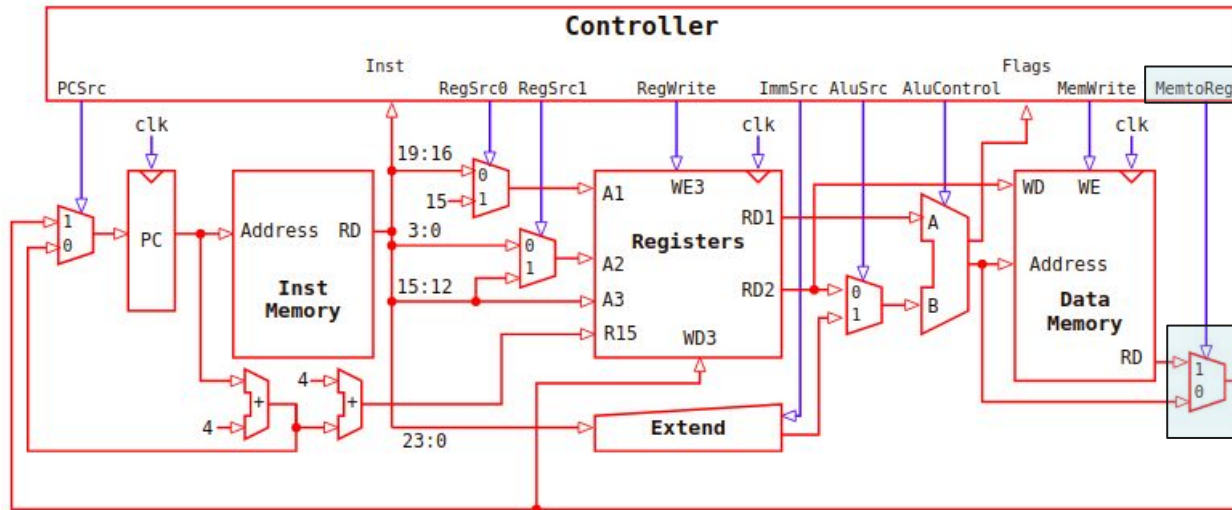 Controller
Inst Flags
PCSrc RegSrc0 RegSrc1 RegWrite ImmSrc AluSrc AluControl MemWrite MemtoReg
clk clk clk
19:16
0
A1 WE3
WD WE
15 1
RD1 A
1
PC
Address RD
3:0
Registers
0
0
A2
1
Address
Inst
Memory
15:12
A3
RD2
0
B
Data
Memory
R15
1
WD3
RD
4
1
+
+
0
4
Extend
23:0